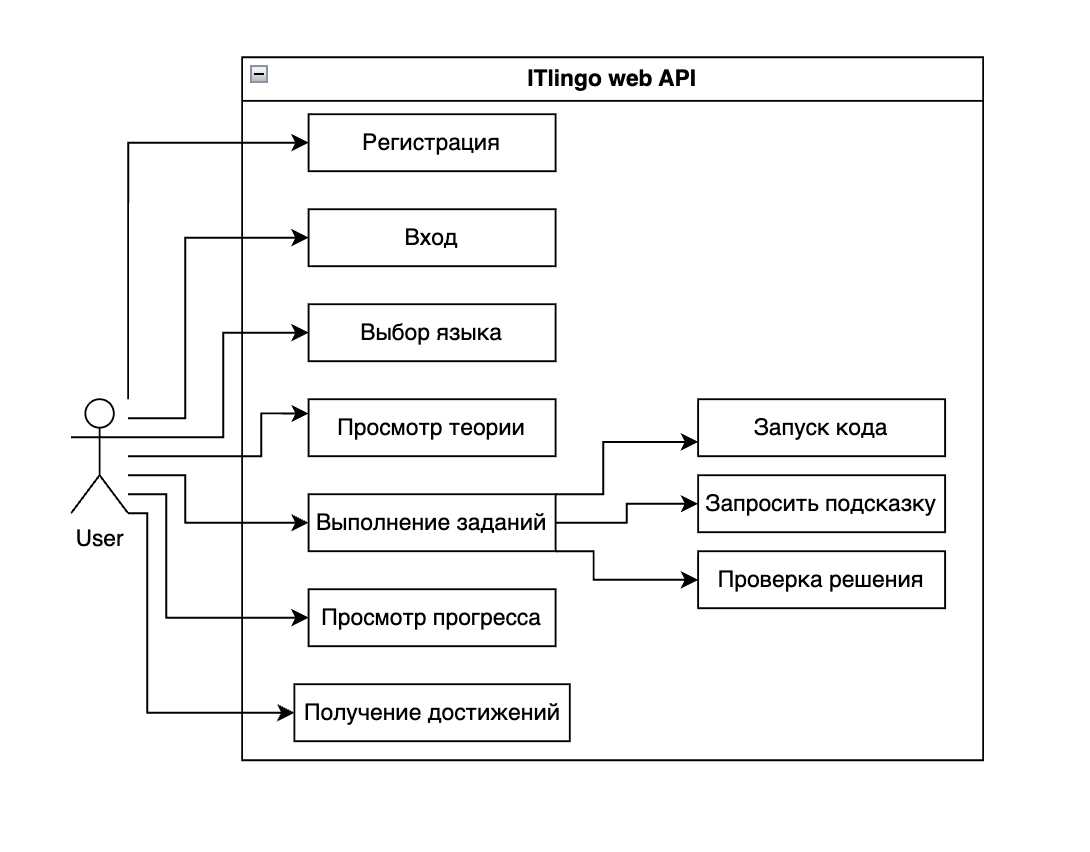 ITlingo web API
Регистрация
Вход
Выбор языка
Просмотр теории
Запуск кода
Запросить подсказку
Выполнение заданий
User
Проверка решения
Просмотр прогресса
Получение достижений